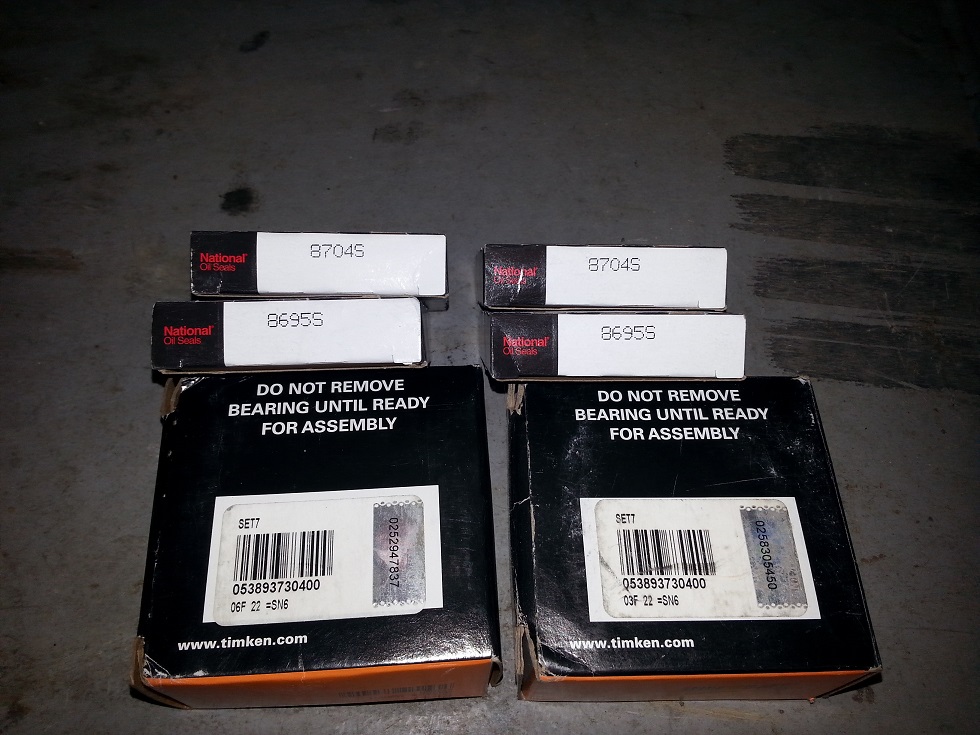 National
Oil Seals
8704S
National
Oil Seals
8695S
DO NOT REMOVE
BEARING UNTIL READY
FOR ASSEMBLY
SET7
053893730400
06F 22 =SN6
0252947837
www.timken.com
National
Oil Seals
8704S
National
Oil Seals
8695S
DO NOT REMOVE
BEARING UNTIL READY
FOR ASSEMBLY
SET7
053893730400
03F 22 =SN6
0258305450
www.timken.com